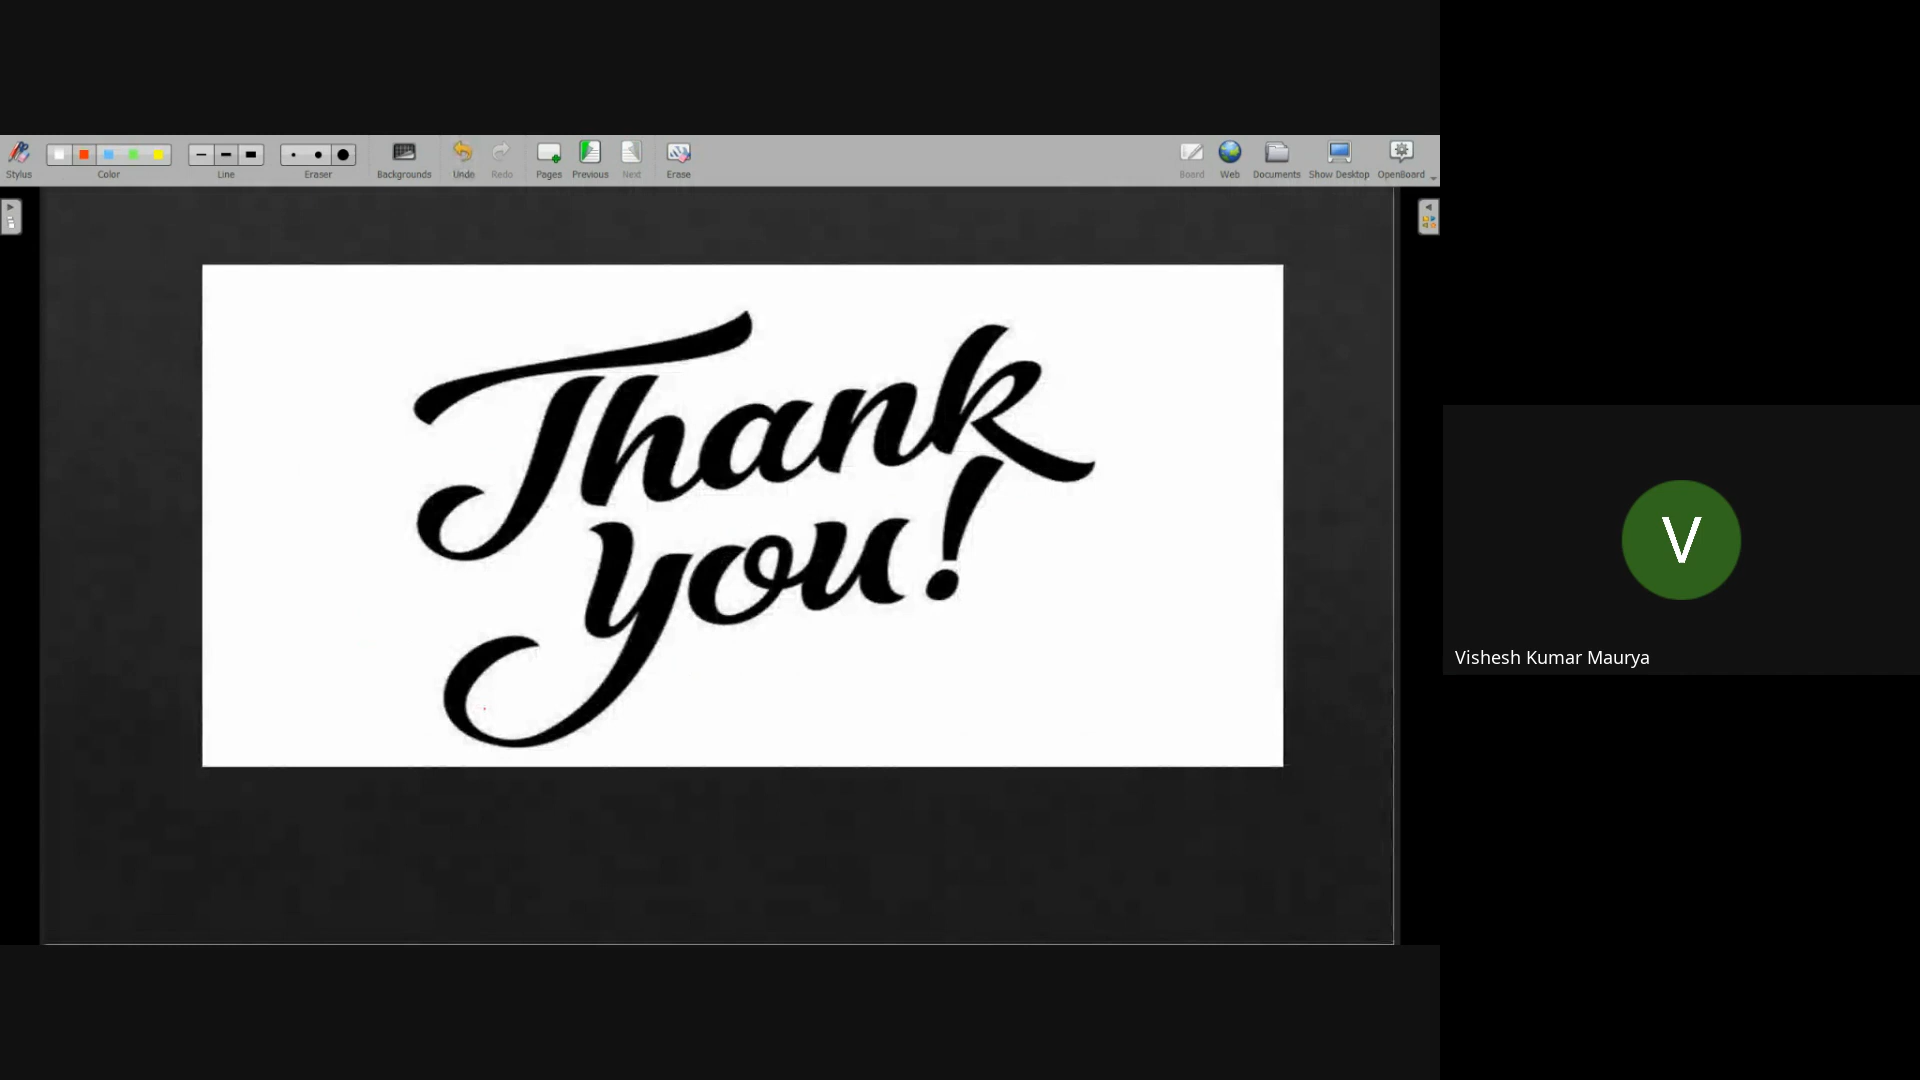 Stylus Color Line Eraser Backgrounds Undo Redo Pages Previous Next Erase Board Web Documents Show Desktop OpenBoard
Thank
you!
V
Vishesh Kumar Maurya